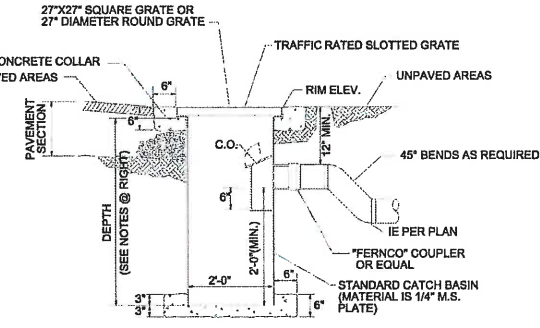 27"X27" SQUARE GRATE OR
27" DIAMETER ROUND GRATE
TRAFFIC RATED SLOTTED GRATE
CONCRETE COLLAR
VED AREAS
6"
RIM ELEV.
UNPAVED AREAS
PAVEMENT
SECTION
6"
C.O.
12" MIN.
45° BENDS AS REQUIRED
DEPTH
(SEE NOTES @ RIGHT)
6"
2'-0"(MIN.)
IE PER PLAN
"FERNCO" COUPLER
OR EQUAL
2'-0"
6"
STANDARD CATCH BASIN
(MATERIAL IS 1/4" M.S.
PLATE)
3"
3"
6"